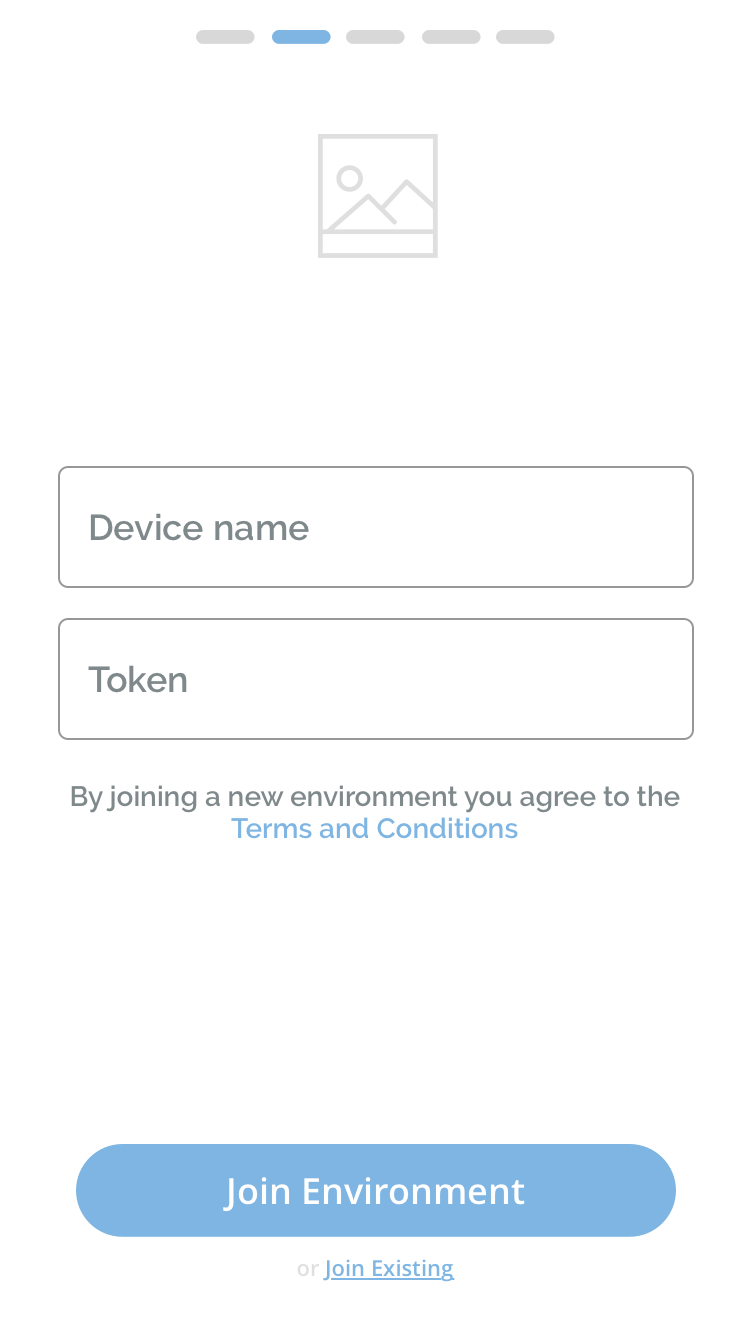 Device name
Token
By joining a new environment you agree to the
Terms and Conditions
Join Environment
or Join Existing